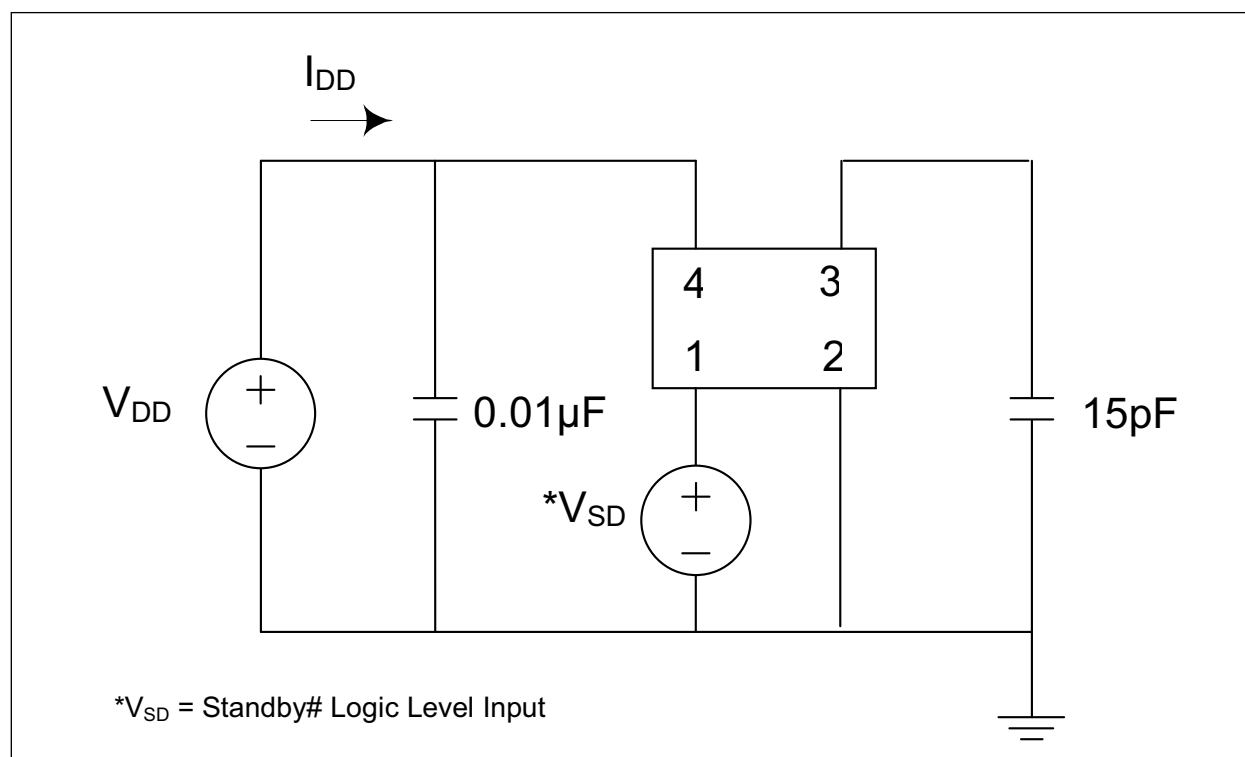 IDD
4 3
1 2
VDD
+
−
0.01µF
*VSD
+
−
15pF
*VSD = Standby# Logic Level Input